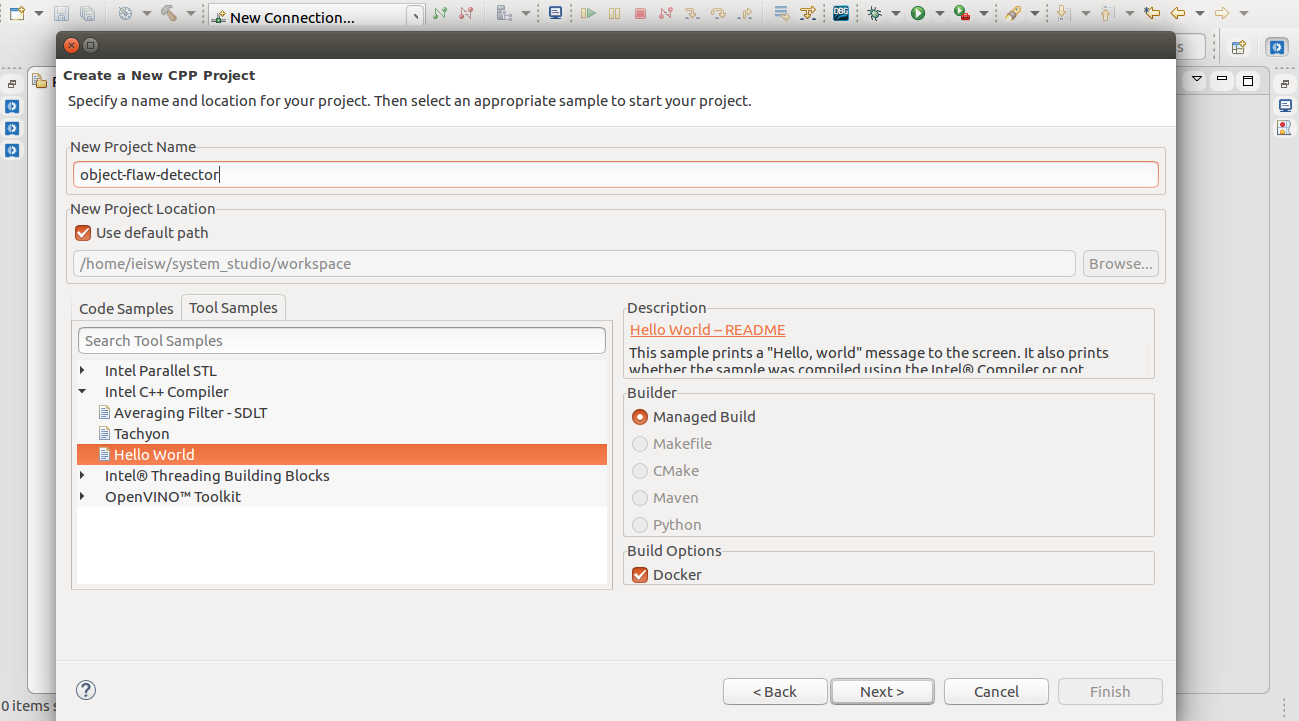 New Connection...
DBG
s
Create a New CPP Project
Specify a name and location for your project. Then select an appropriate sample to start your project.
New Project Name
object-flaw-detector
New Project Location
Use default path
/home/ieisw/system_studio/workspace
Browse...
Code Samples
Tool Samples
Search Tool Samples
Intel Parallel STL
Intel C++ Compiler
Averaging Filter - SDLT
Tachyon
Hello World
Intel® Threading Building Blocks
OpenVINO™ Toolkit
Description
Hello World – README
This sample prints a "Hello, world" message to the screen. It also prints
whether the sample was compiled using the Intel® Compiler or not
Builder
Managed Build
Makefile
CMake
Maven
Python
Build Options
Docker
0 items s
?
< Back
Next >
Cancel
Finish